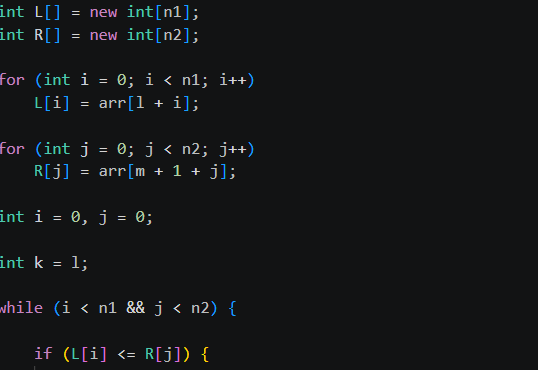 int L[] = new int[n1];
int R[] = new int[n2];
for (int i = 0; i < n1; i++)
L[i] = arr[l + i];
for (int j = 0; j < n2; j++)
R[j] = arr[m + 1 + j];
int i = 0, j = 0;
int k = l;
while (i < n1 && j < n2) {
if (L[i] <= R[j]) {